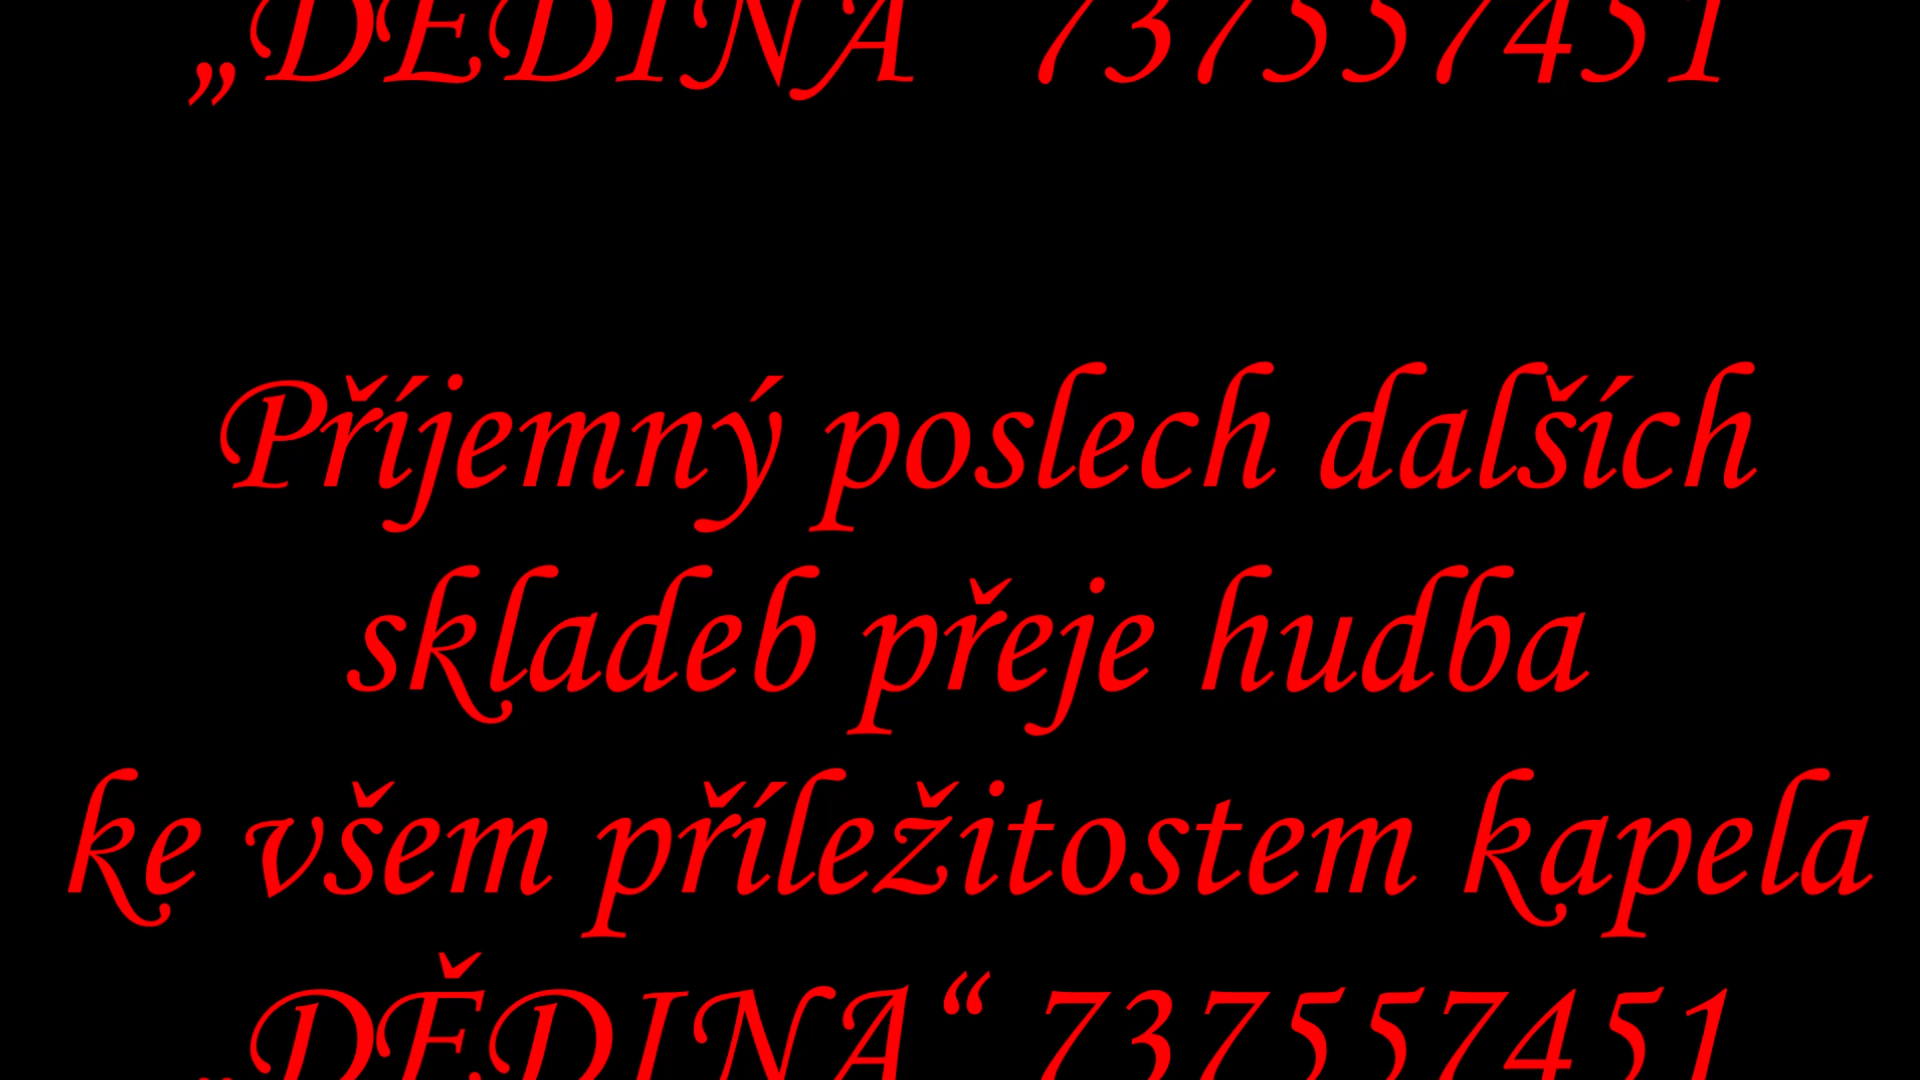 „DĚDINA 737557451
Příjemný poslech dalších
skladeb přeje hudba
ke všem příležitostem kapela
„DĚDINA“ 737557451